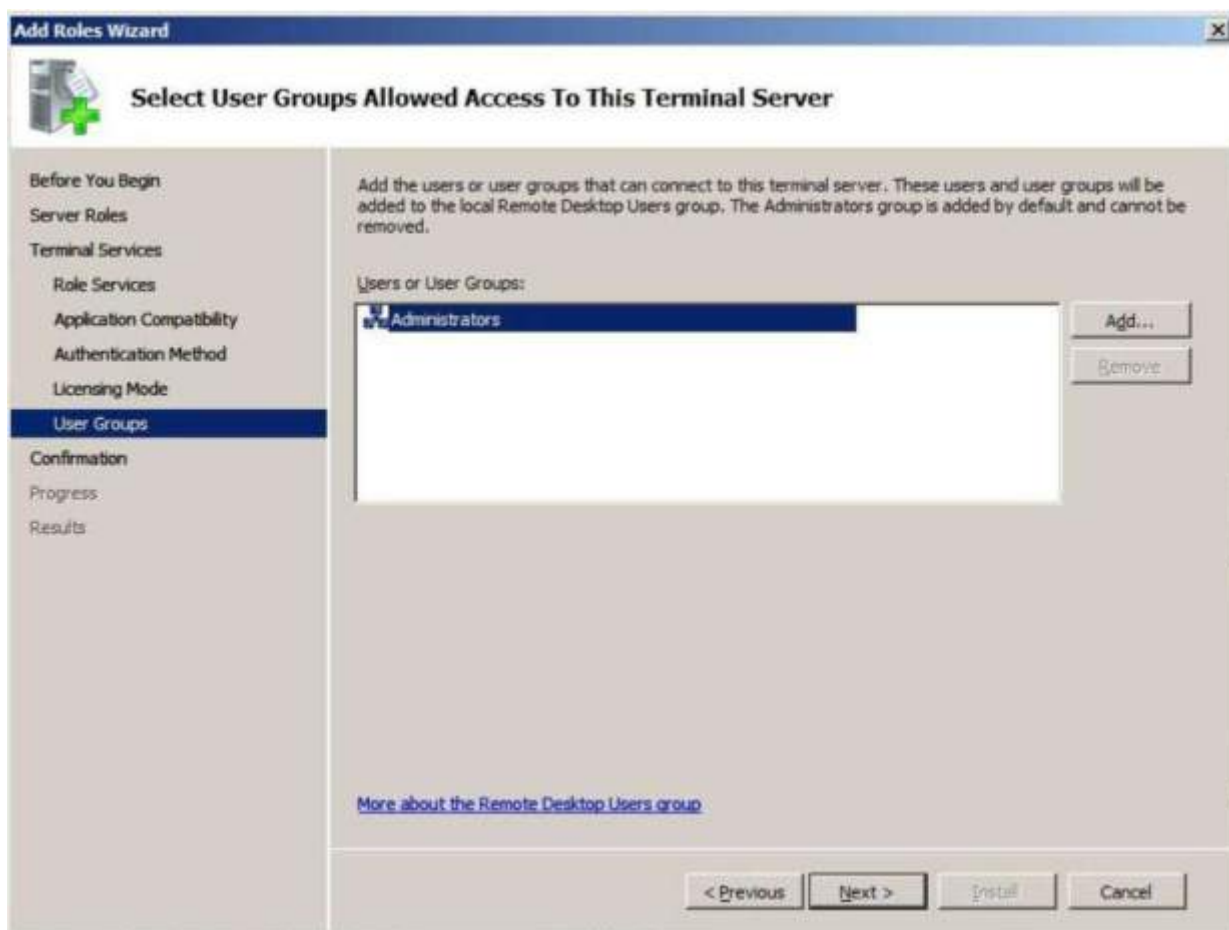 Add Roles Wizard
Select User Groups Allowed Access To This Terminal Server
Before You Begin
Server Roles
Terminal Services
Role Services
Application Compatibility
Authentication Method
Licensing Mode
User Groups
Confirmation
Progress
Results
Add the users or user groups that can connect to this terminal server. These users and user groups will be
added to the local Remote Desktop Users group. The Administrators group is added by default and cannot be
removed.
Users or User Groups:
Administrators
Add...
Remove
More about the Remote Desktop Users group
< Previous
Next >
Install
Cancel